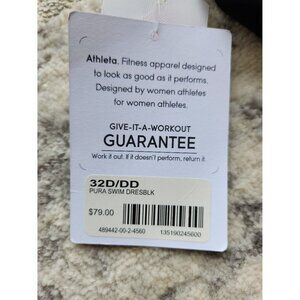 Athleta. Fitness apparel designed
to look as good as it performs.
Designed by women athletes
for women athletes.
GIVE-IT-A-WORKOUT
GUARANTEE
Work it out. If it doesn't perform, return it.
32D/DD
PURA SWIM DRESBLK
$79.00
489442-00-2-4560 135190245600